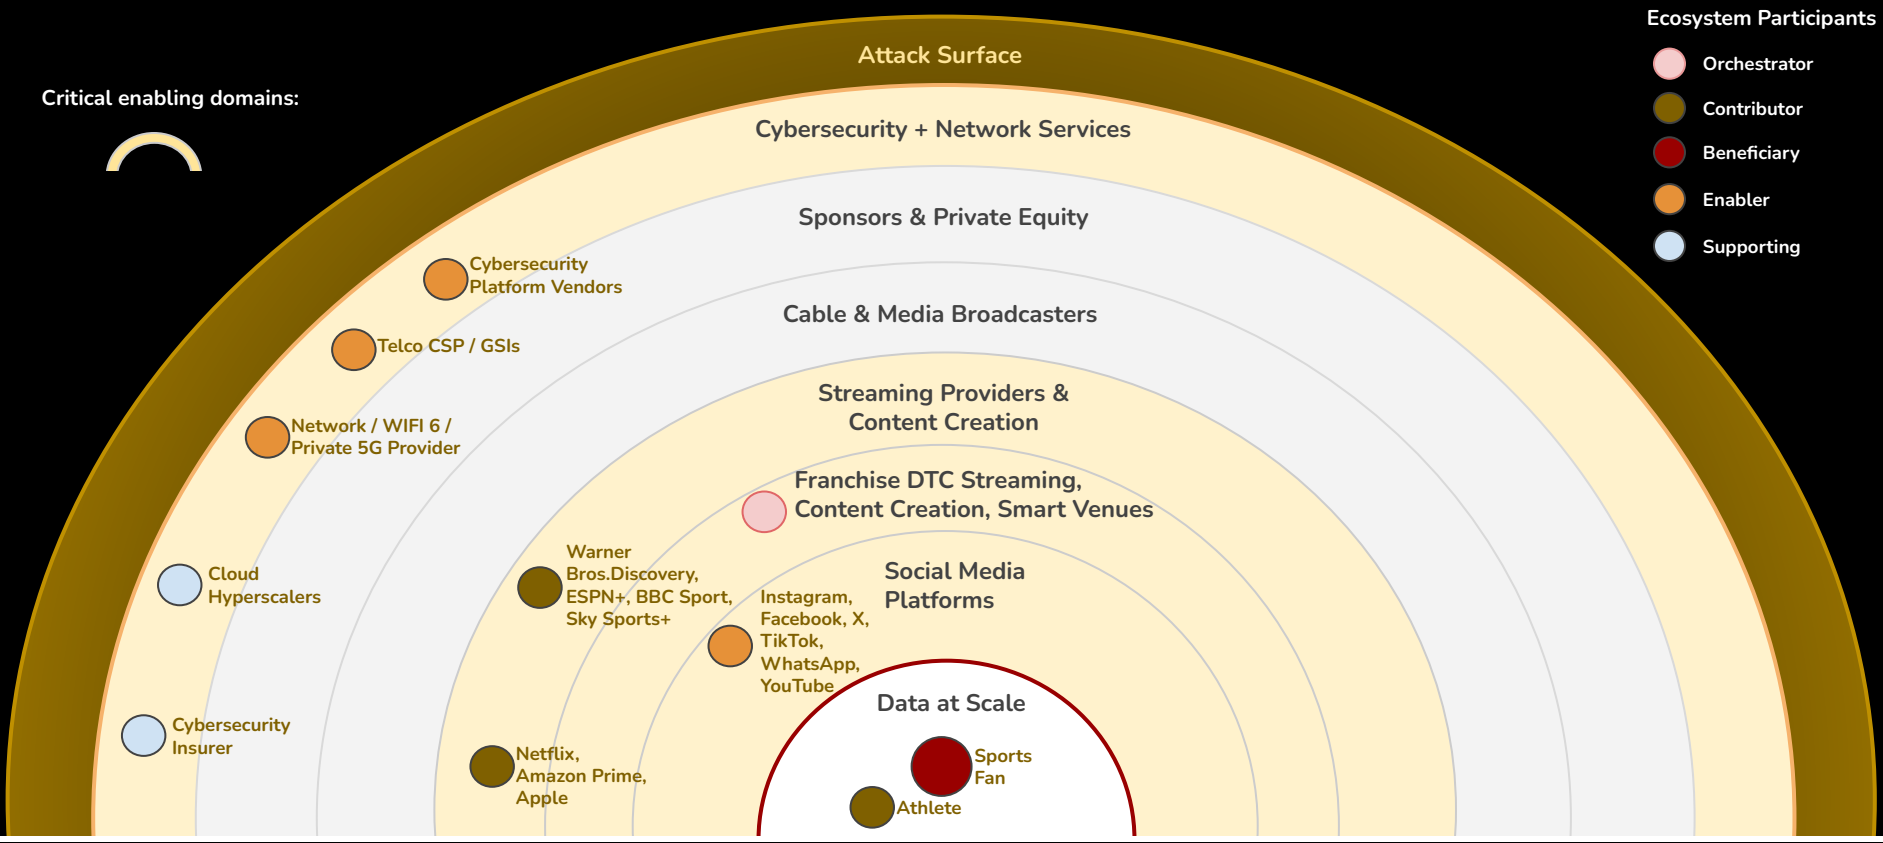 Ecosystem Participants
Orchestrator
Contributor
Beneficiary
Enabler
Supporting
Critical enabling domains:
Attack Surface
Cybersecurity + Network Services
Sponsors & Private Equity
Cable & Media Broadcasters
Streaming Providers &
Content Creation
Franchise DTC Streaming,
Content Creation, Smart Venues
Social Media
Platforms
Data at Scale
Cybersecurity
Platform Vendors
Telco CSP / GSIs
Network / WIFI 6 /
Private 5G Provider
Cloud
Hyperscalers
Cybersecurity
Insurer
Warner
Bros.Discovery,
ESPN+, BBC Sport,
Sky Sports+
Instagram,
Facebook, X,
TikTok,
WhatsApp,
YouTube
Netflix,
Amazon Prime,
Apple
Sports
Fan
Athlete